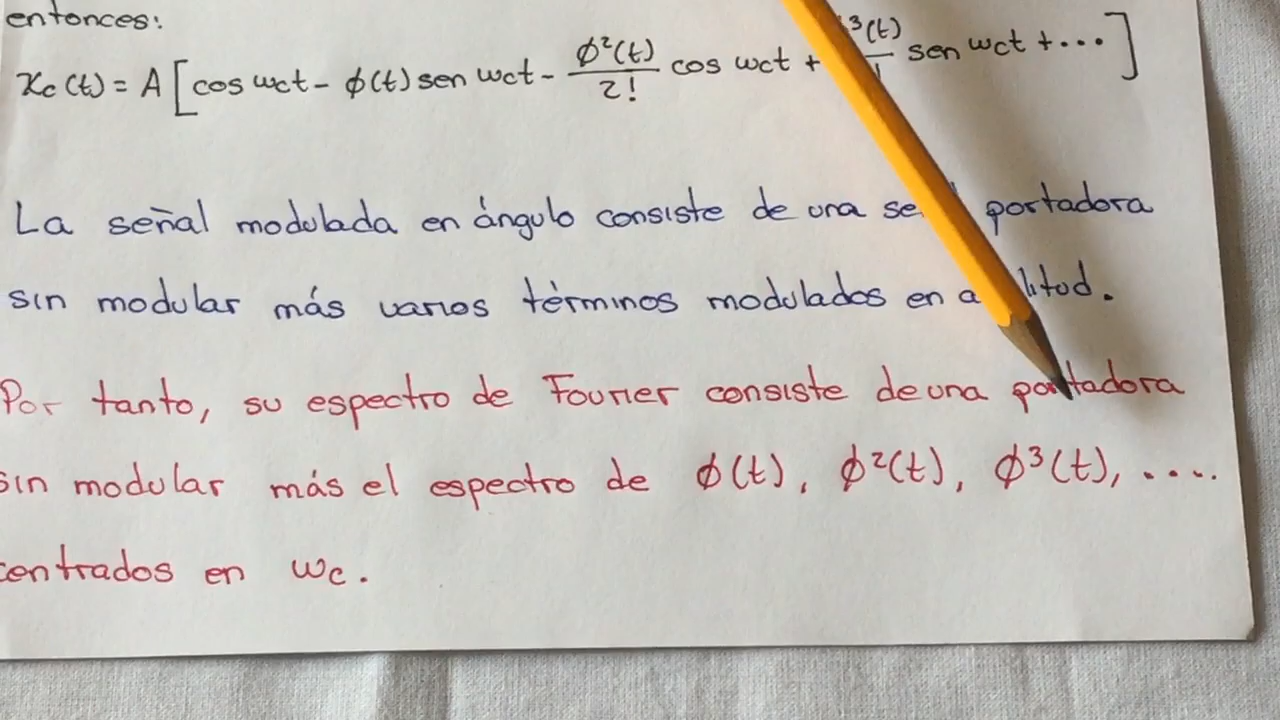 entonces:
xc(t) = A [cos wct - ϕ(t) sen wct - ϕ²(t)/2! cos wct + ³(t)/! sen wct + ...]
La señal modulada en ángulo consiste de una portadora
sin modular más varios términos modulados en
Por tanto, su espectro de Fourier consiste de una portadora
sin modular más el espectro de ϕ(t), ϕ²(t), ϕ³(t), ....
centrados en wc.